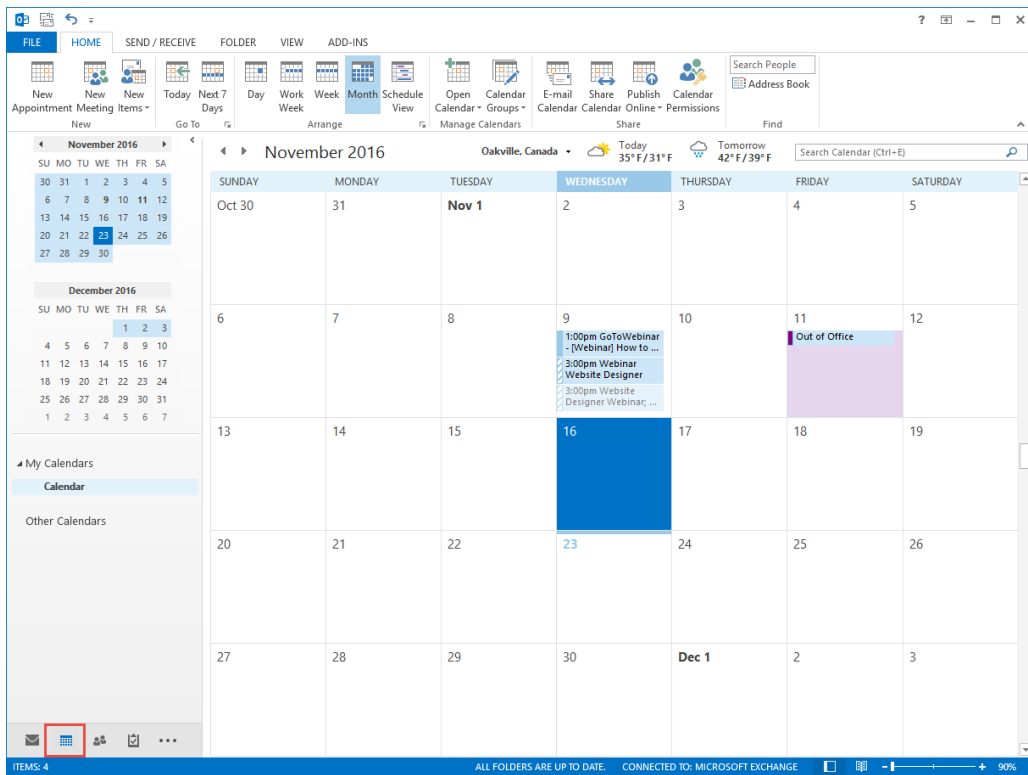 ?
FILE HOME SEND / RECEIVE FOLDER VIEW ADD-INS
New Appointment
New Meeting
New Items
Today
Next 7 Days
Day
Work Week
Week
Month
Schedule View
Open Calendar
Calendar Groups
E-mail Calendar
Share Calendar
Publish Online
Calendar Permissions
Search People
Address Book
New
Go To
Arrange
Manage Calendars
Share
Find
November 2016
SU MO TU WE TH FR SA
30 31 1 2 3 4 5
6 7 8 9 10 11 12
13 14 15 16 17 18 19
20 21 22 23 24 25 26
27 28 29 30
December 2016
SU MO TU WE TH FR SA
1 2 3
4 5 6 7 8 9 10
11 12 13 14 15 16 17
18 19 20 21 22 23 24
25 26 27 28 29 30 31
1 2 3 4 5 6 7
My Calendars
Calendar
Other Calendars
November 2016
Oakville, Canada
Today
35°F/31°F
Tomorrow
42°F/39°F
Search Calendar (Ctrl+E)
SUNDAY MONDAY TUESDAY WEDNESDAY THURSDAY FRIDAY SATURDAY
Oct 30 31 Nov 1 2 3 4 5
6 7 8 9 10 11 12
1:00pm GoToWebinar
- [Webinar] How to ...
3:00pm Webinar
Website Designer
3:00pm Website
Designer Webinar; ...
Out of Office
13 14 15 16 17 18 19
20 21 22 23 24 25 26
27 28 29 30 Dec 1 2 3
ITEMS: 4
ALL FOLDERS ARE UP TO DATE.
CONNECTED TO: MICROSOFT EXCHANGE
90%